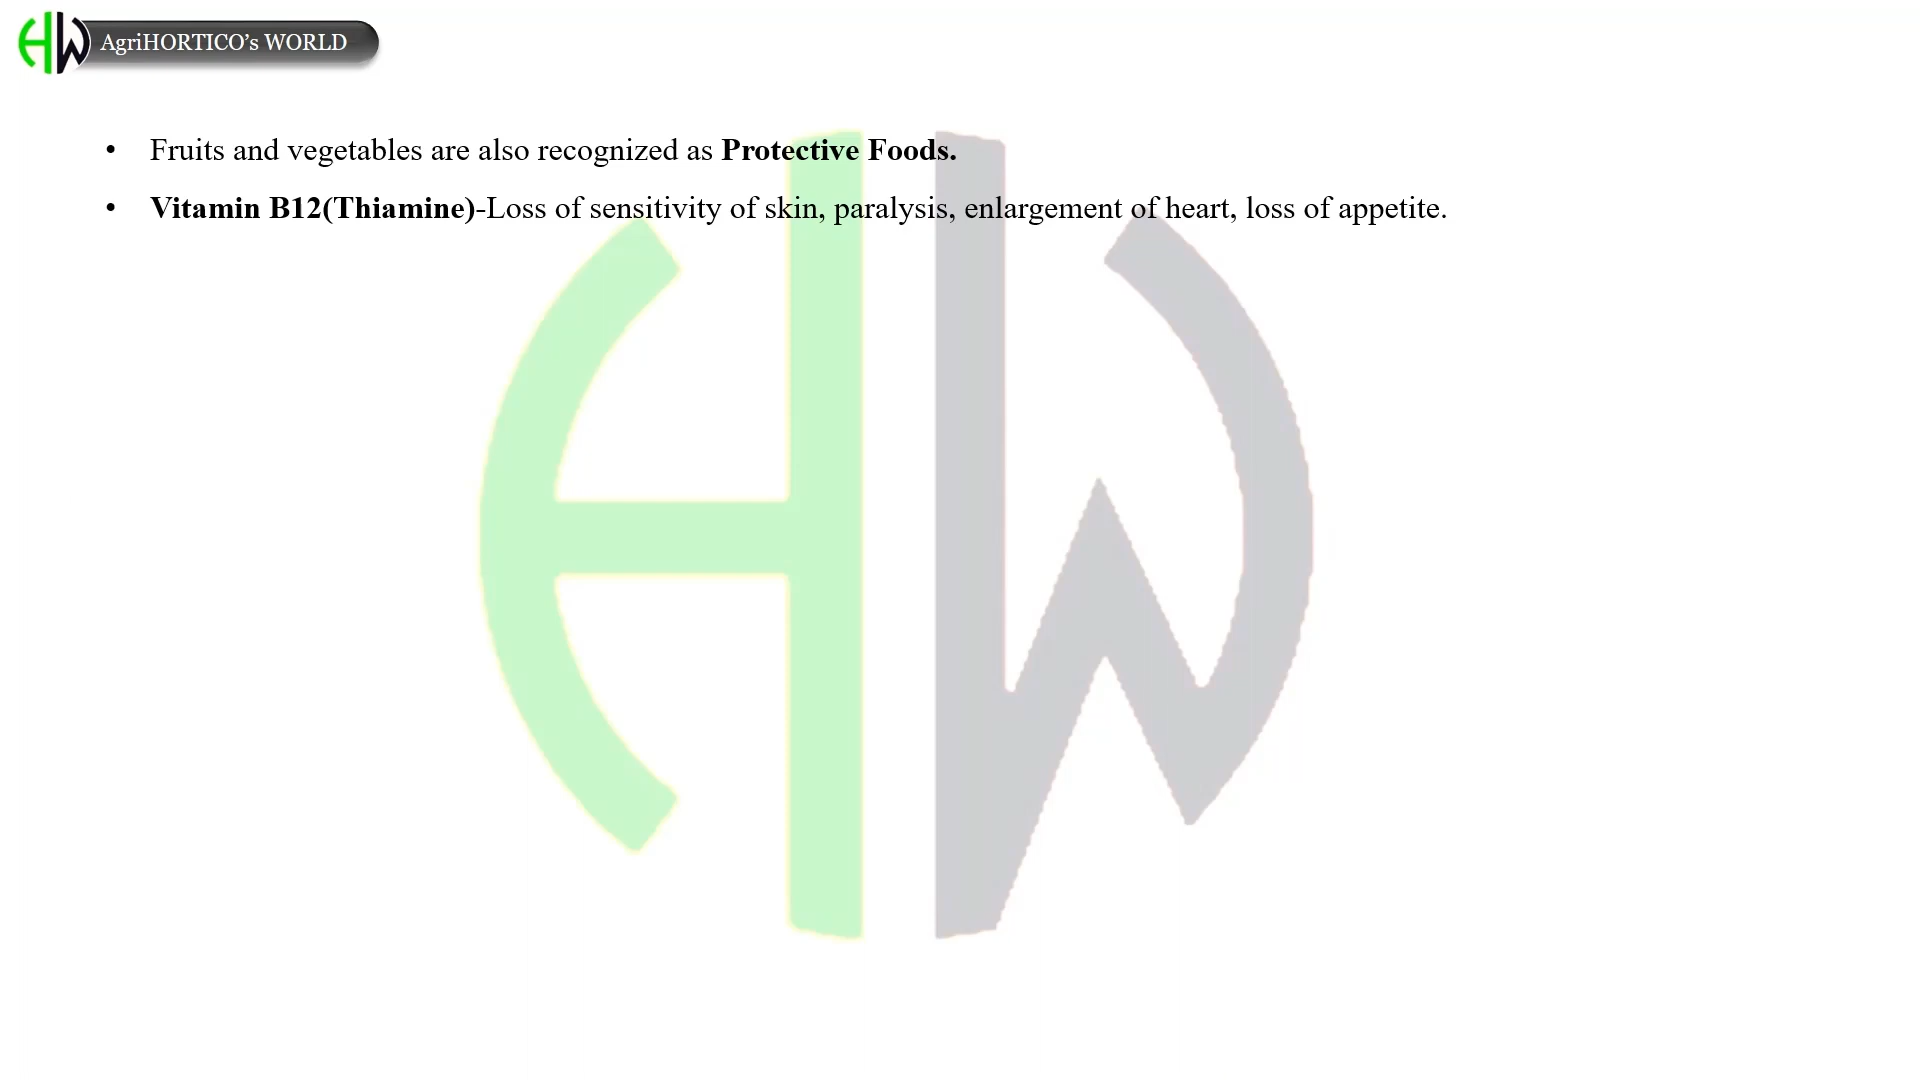 AgriHORTICO's WORLD
• Fruits and vegetables are also recognized as Protective Foods.
• Vitamin B12(Thiamine)-Loss of sensitivity of skin, paralysis, enlargement of heart, loss of appetite.